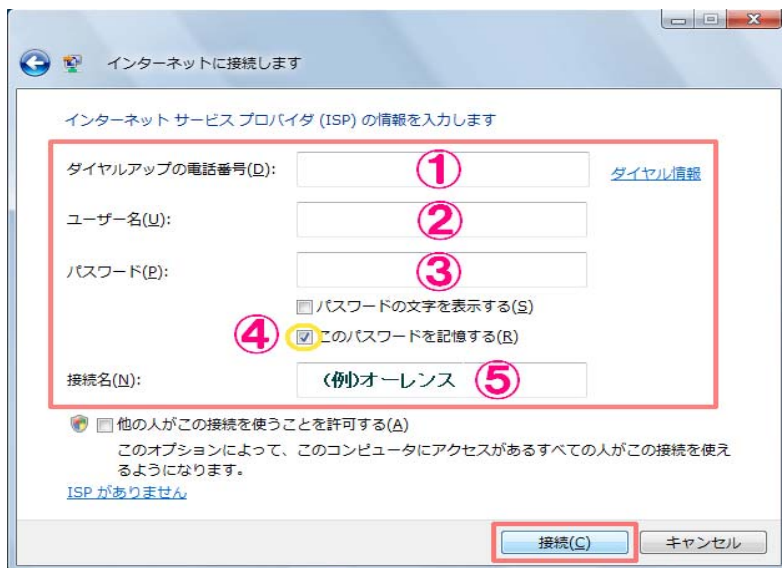 インターネットに接続します
インターネット サービス プロバイダ (ISP) の情報を入力します
ダイヤルアップの電話番号(D): ① ダイヤル情報
ユーザー名(U): ②
パスワード(P): ③
パスワードの文字を表示する(S)
④ このパスワードを記憶する(R)
接続名(N): (例)オーレンス ⑤
他の人がこの接続を使うことを許可する(A)
このオプションによって、このコンピュータにアクセスがあるすべての人がこの接続を使え
るようになります。
ISP がありません
接続(C) キャンセル